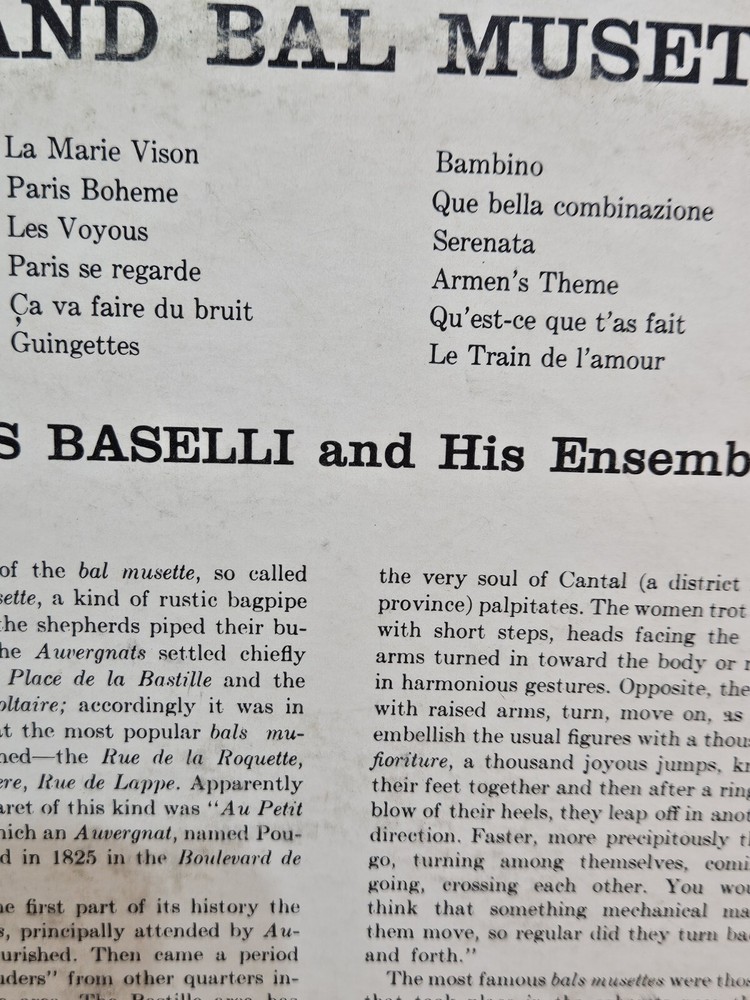 AND BAL MUSET
La Marie Vison
Paris Boheme
Les Voyous
Paris se regarde
Ça va faire du bruit
Guingettes
Bambino
Que bella combinazione
Serenata
Armen's Theme
Qu'est-ce que t'as fait
Le Train de l'amour
S BASELLI and His Ensemb
of the bal musette, so called
sette, a kind of rustic bagpipe
the shepherds piped their bu-
he Auvergnats settled chiefly
Place de la Bastille and the
oltaire; accordingly it was in
at the most popular bals mu-
ned—the Rue de la Roquette,
ere, Rue de Lappe. Apparently
aret of this kind was "Au Petit
hich an Auvergnat, named Pou-
d in 1825 in the Boulevard de
he first part of its history the
s, principally attended by Au-
urished. Then came a period
aders" from other quarters in-
the very soul of Cantal (a district
province) palpitates. The women trot
with short steps, heads facing the
arms turned in toward the body or
in harmonious gestures. Opposite, the
with raised arms, turn, move on, as
embellish the usual figures with a thou
fioriture, a thousand joyous jumps, kn
their feet together and then after a ring
blow of their heels, they leap off in anot
direction. Faster, more precipitously th
go, turning among themselves, comi
going, crossing each other. You wou
think that something mechanical ma
them move, so regular did they turn ba
and forth."
The most famous bals musettes were thos